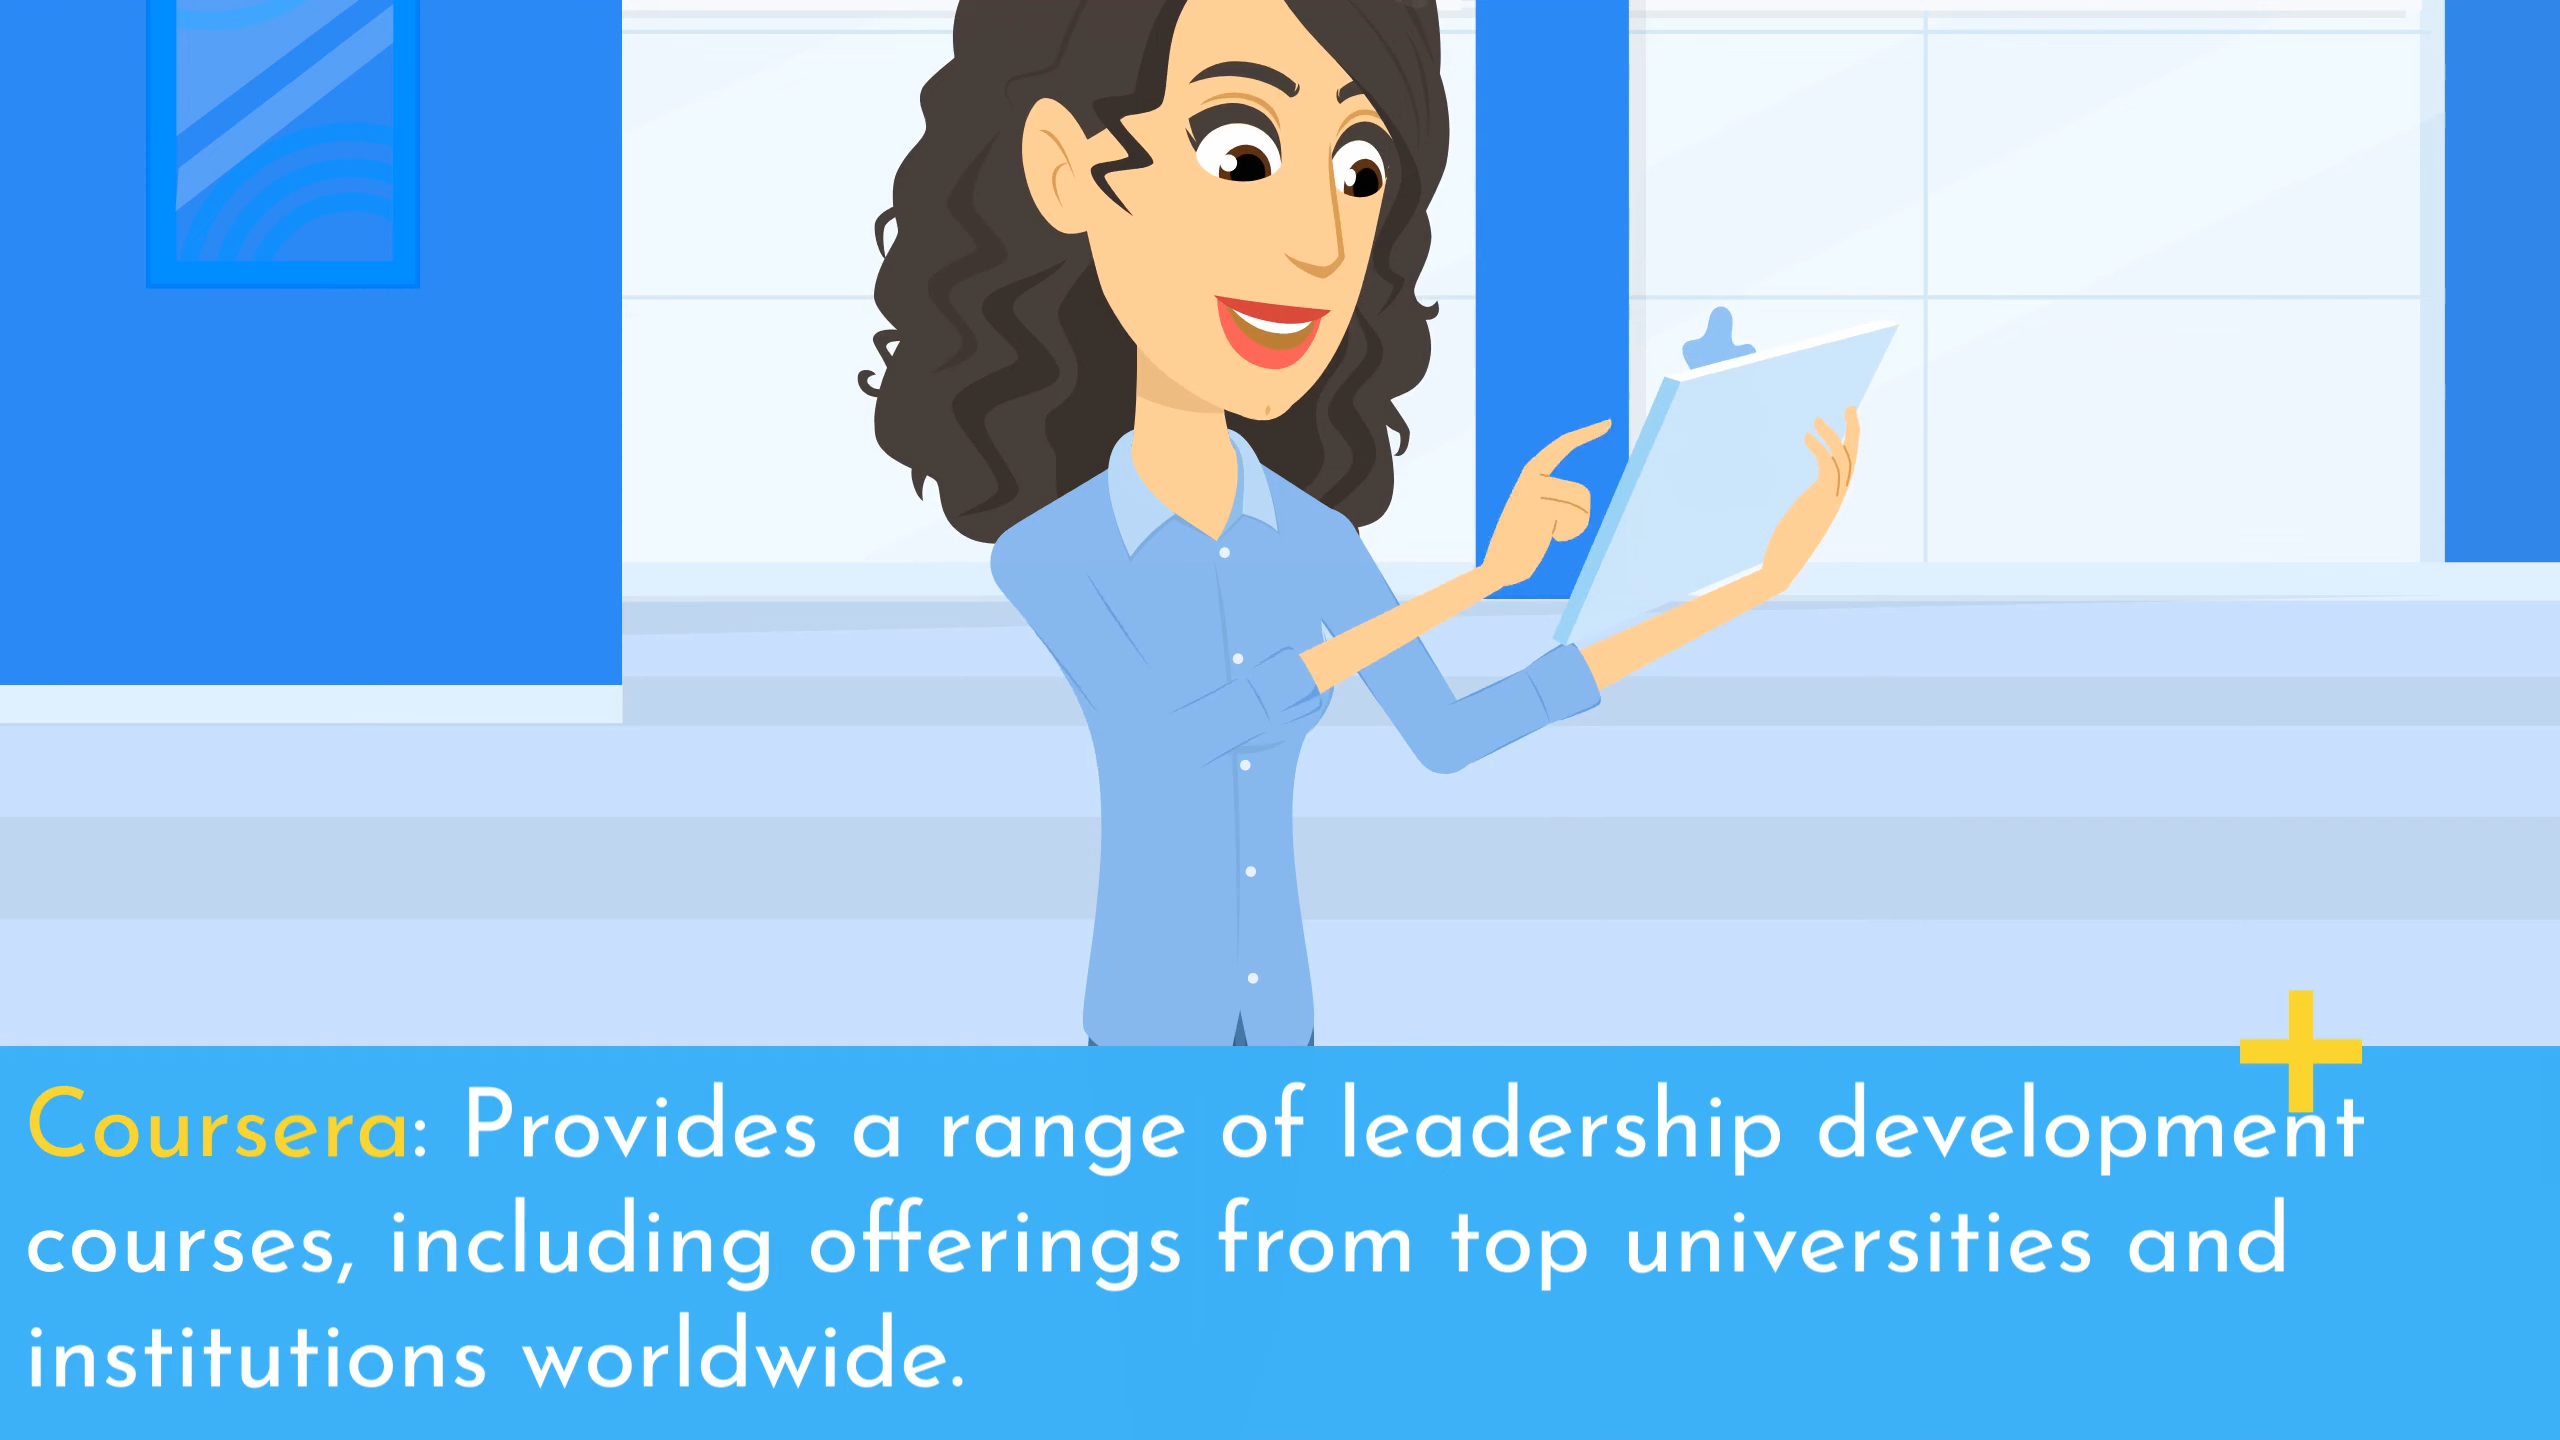 Coursera: Provides a range of leadership development
courses, including offerings from top universities and
institutions worldwide.